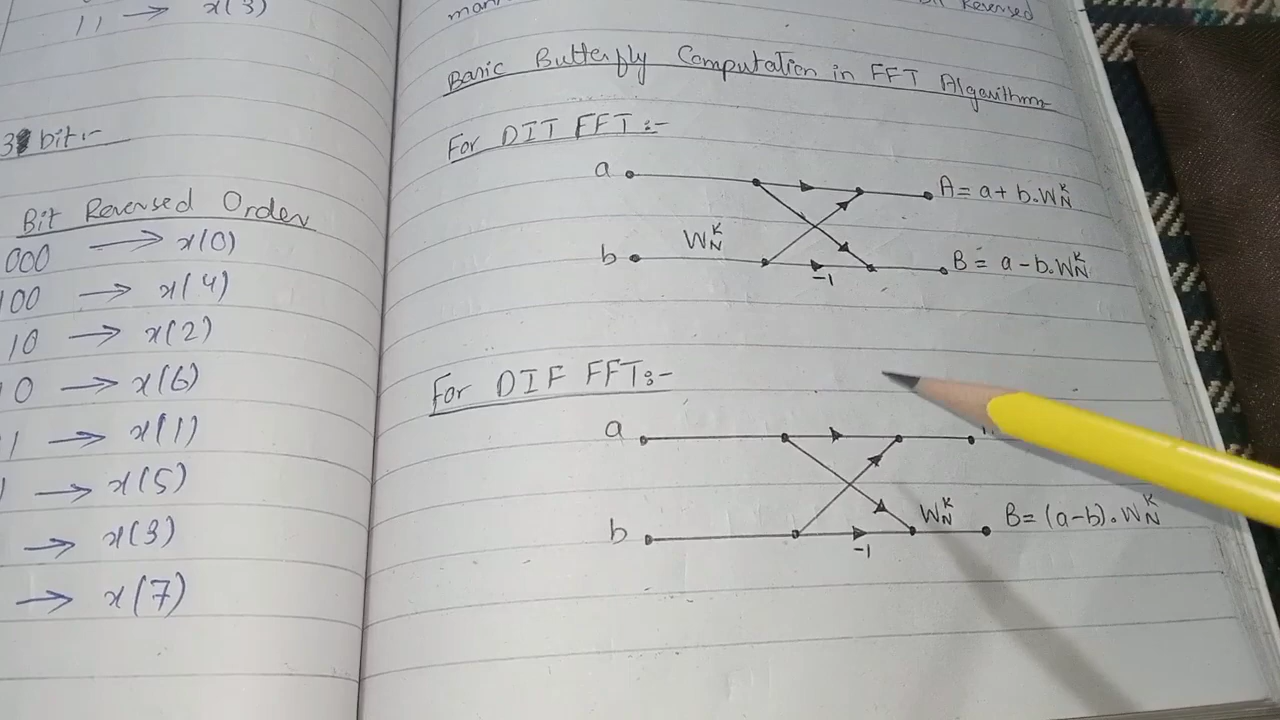 11 → x(3)
3 bit:-
Bit Reversed Order
000 → x(0)
100 → x(4)
10 → x(2)
0 → x(6)
1 → x(1)
→ x(5)
→ x(3)
→ x(7)
Reversed
Basic Butterfly Computation in FFT Algorithm
For DIT FFT:-
a
A = a + b.W_N^K
W_N^K
b
-1
B = a - b.W_N^K
For DIF FFT:-
a
W_N^K
b
-1
B = (a-b).W_N^K